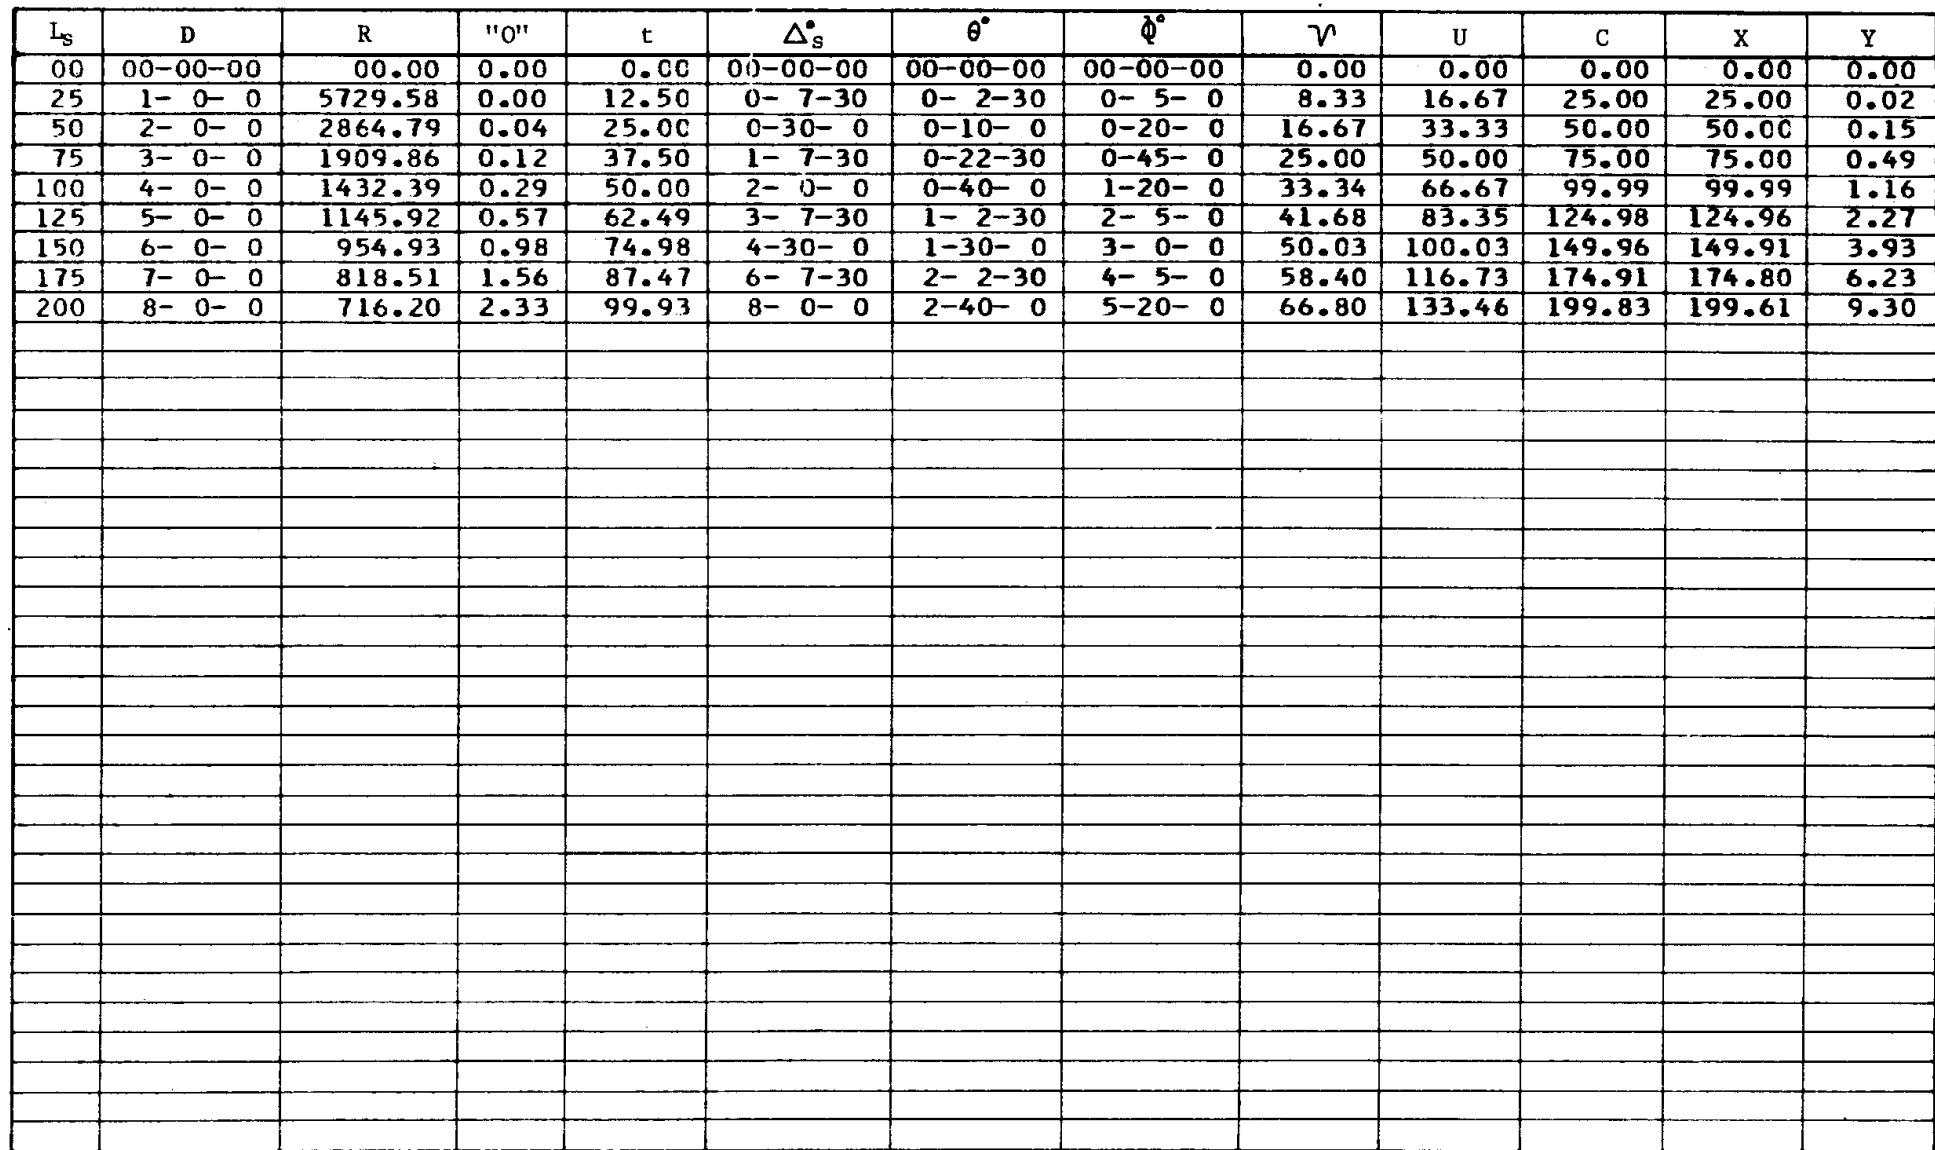 Ls D R "O" t Δ°s θ° Φ° V U C X Y
00 00-00-00 00.00 0.00 0.00 00-00-00 00-00-00 00-00-00 0.00 0.00 0.00 0.00 0.00
25 1- 0- 0 5729.58 0.00 12.50 0- 7-30 0- 2-30 0- 5- 0 8.33 16.67 25.00 25.00 0.02
50 2- 0- 0 2864.79 0.04 25.00 0-30- 0 0-10- 0 0-20- 0 16.67 33.33 50.00 50.00 0.15
75 3- 0- 0 1909.86 0.12 37.50 1- 7-30 0-22-30 0-45- 0 25.00 50.00 75.00 75.00 0.49
100 4- 0- 0 1432.39 0.29 50.00 2- 0- 0 0-40- 0 1-20- 0 33.34 66.67 99.99 99.99 1.16
125 5- 0- 0 1145.92 0.57 62.49 3- 7-30 1- 2-30 2- 5- 0 41.68 83.35 124.98 124.96 2.27
150 6- 0- 0 954.93 0.98 74.98 4-30- 0 1-30- 0 3- 0- 0 50.03 100.03 149.96 149.91 3.93
175 7- 0- 0 818.51 1.56 87.47 6- 7-30 2- 2-30 4- 5- 0 58.40 116.73 174.91 174.80 6.23
200 8- 0- 0 716.20 2.33 99.93 8- 0- 0 2-40- 0 5-20- 0 66.80 133.46 199.83 199.61 9.30